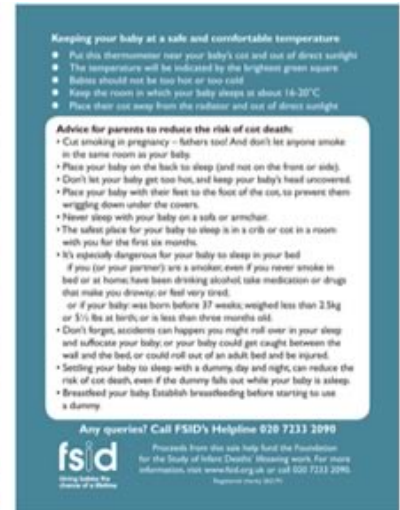 Keeping your baby at a safe and comfortable temperature
● Put this thermometer near your baby's cot and out of direct sunlight
● The temperature will be indicated by the brightest green square
● Babies should not be too hot or too cold
● Keep the room in which your baby sleeps at about 16-20°C
● Place their cot away from the radiator and out of direct sunlight
Advice for parents to reduce the risk of cot death:
• Cut smoking in pregnancy – fathers too! And don't let anyone smoke
in the same room as your baby.
• Place your baby on the back to sleep (and not on the front or side).
• Don't let your baby get too hot, and keep your baby's head uncovered.
• Place your baby with their feet to the foot of the cot, to prevent them
wriggling down under the covers.
• Never sleep with your baby on a sofa or armchair.
• The safest place for your baby to sleep is in a crib or cot in a room
with you for the first six months.
• It's especially dangerous for your baby to sleep in your bed
if you (or your partner): are a smoker, even if you never smoke in
bed or at home; have been drinking alcohol; take medication or drugs
that make you drowsy; or feel very tired;
or if your baby: was born before 37 weeks; weighed less than 2.5kg
or 5½ lbs at birth; or is less than three months old.
• Don't forget, accidents can happen: you might roll over in your sleep
and suffocate your baby; or your baby could get caught between the
wall and the bed, or could roll out of an adult bed and be injured.
• Settling your baby to sleep with a dummy, day and night, can reduce the
risk of cot death, even if the dummy falls out while your baby is asleep.
• Breastfeed your baby. Establish breastfeeding before starting to use
a dummy.
Any queries? Call FSID's Helpline 020 7233 2090
fsid
Giving babies the
chance of a lifetime
Proceeds from this sale help fund the Foundation
for the Study of Infant Deaths' lifesaving work. For more
information, visit www.fsid.org.uk or call 020 7233 2090.
Registered charity